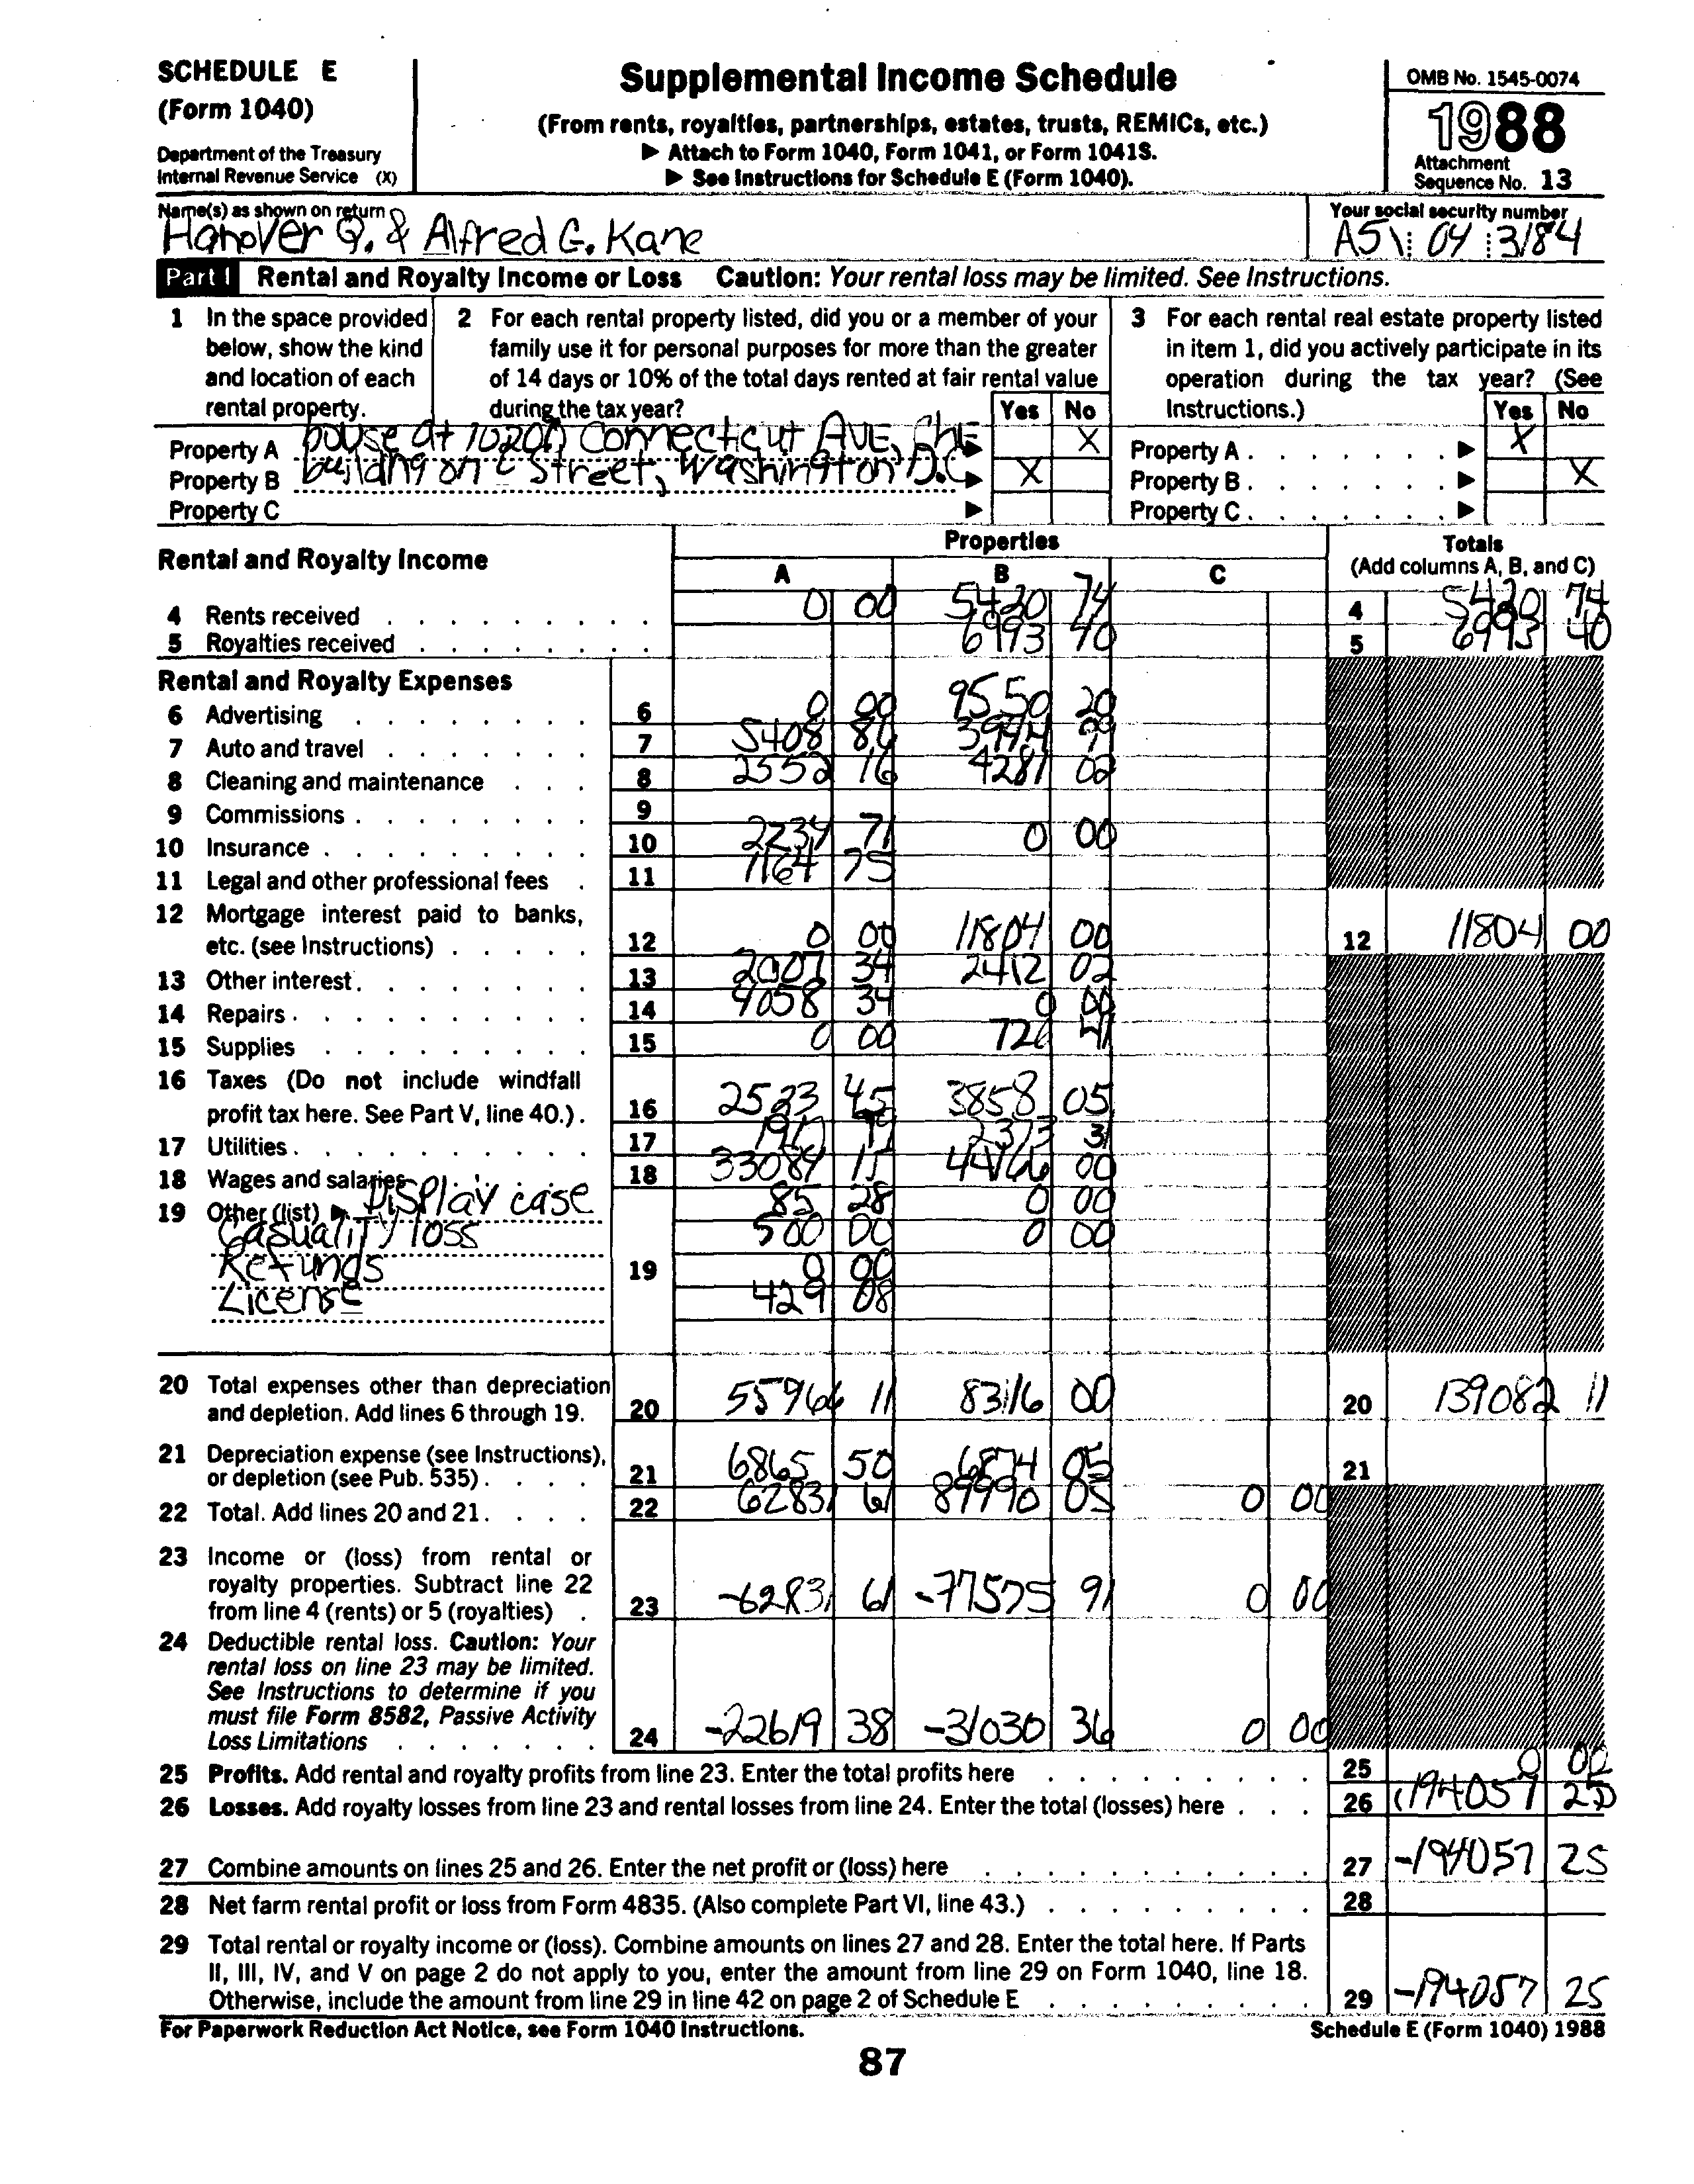 SCHEDULE E
(Form 1040)
Department of the Treasury
Internal Revenue Service (X)
Supplemental Income Schedule
(From rents, royalties, partnerships, estates, trusts, REMICs, etc.)
▶ Attach to Form 1040, Form 1041, or Form 1041S.
▶ See Instructions for Schedule E (Form 1040).
OMB No. 1545-0074
1988
Attachment
Sequence No. 13
Name(s) as shown on return
Hanover Q. & Alfred G. Kane
Your social security number
A51 04 3184
Part I Rental and Royalty Income or Loss Caution: Your rental loss may be limited. See Instructions.
1 In the space provided below, show the kind and location of each rental property.
2 For each rental property listed, did you or a member of your family use it for personal purposes for more than the greater of 14 days or 10% of the total days rented at fair rental value during the tax year? Yes No
3 For each rental real estate property listed in item 1, did you actively participate in its operation during the tax year? (See Instructions.) Yes No
Property A house at 10200 Connecticut AVE, ▶ X Property A . . . . . . . ▶ X
Property B building on C Street, Washington D.C ▶ X Property B . . . . . . . ▶ X
Property C ▶ Property C . . . . . . . ▶
Rental and Royalty Income
Properties
A B C
Totals
(Add columns A, B, and C)
4 Rents received 0 00 5420 74 4 5420 74
5 Royalties received 6993 40 5 6993 40
Rental and Royalty Expenses
6 Advertising 6 0 00 9550 20
7 Auto and travel 7 5408 86 3944 99
8 Cleaning and maintenance 8 2552 16 4281 02
9 Commissions 9
10 Insurance 10 2234 71 0 00
11 Legal and other professional fees 11 1164 75
12 Mortgage interest paid to banks, etc. (see Instructions) 12 0 00 11804 00 12 11804 00
13 Other interest 13 2007 34 2412 02
14 Repairs 14 4058 34 0 00
15 Supplies 15 0 00 726 41
16 Taxes (Do not include windfall profit tax here. See Part V, line 40.) 16 2523 45 3858 05
17 Utilities 17 2373 31
18 Wages and salaries 18 33089 15 44166 00
19 Other (list) ▶ Display case 85 28 0 00
Casuality loss 500 00 0 00
Refunds 19 0 00
License 429 08
20 Total expenses other than depreciation and depletion. Add lines 6 through 19. 20 55966 11 83116 00 20 139082 11
21 Depreciation expense (see Instructions), or depletion (see Pub. 535) 21 6865 50 6874 05 21
22 Total. Add lines 20 and 21. 22 62831 61 89990 05 0 00
23 Income or (loss) from rental or royalty properties. Subtract line 22 from line 4 (rents) or 5 (royalties) 23 -62831 61 -77575 91 0 00
24 Deductible rental loss. Caution: Your rental loss on line 23 may be limited. See Instructions to determine if you must file Form 8582, Passive Activity Loss Limitations 24 -22619 38 -31030 36 0 00
25 Profits. Add rental and royalty profits from line 23. Enter the total profits here 25 0 00
26 Losses. Add royalty losses from line 23 and rental losses from line 24. Enter the total (losses) here 26 (194057 25)
27 Combine amounts on lines 25 and 26. Enter the net profit or (loss) here 27 -194057 25
28 Net farm rental profit or loss from Form 4835. (Also complete Part VI, line 43.) 28
29 Total rental or royalty income or (loss). Combine amounts on lines 27 and 28. Enter the total here. If Parts
II, III, IV, and V on page 2 do not apply to you, enter the amount from line 29 on Form 1040, line 18.
Otherwise, include the amount from line 29 in line 42 on page 2 of Schedule E 29 -194057 25
For Paperwork Reduction Act Notice, see Form 1040 Instructions.
Schedule E (Form 1040) 1988
87